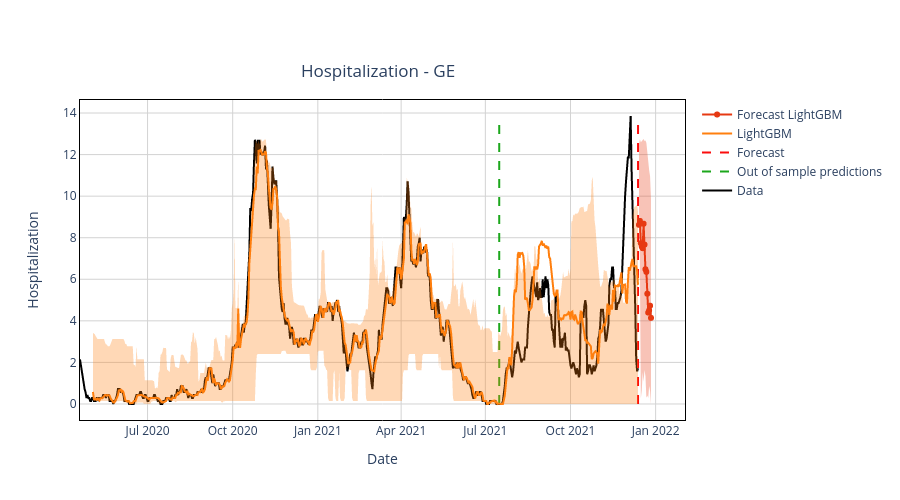 Hospitalization - GE
Hospitalization
14
12
10
8
6
4
2
0
Jul 2020
Oct 2020
Jan 2021
Apr 2021
Jul 2021
Oct 2021
Jan 2022
Date
Forecast LightGBM
LightGBM
Forecast
Out of sample predictions
Data